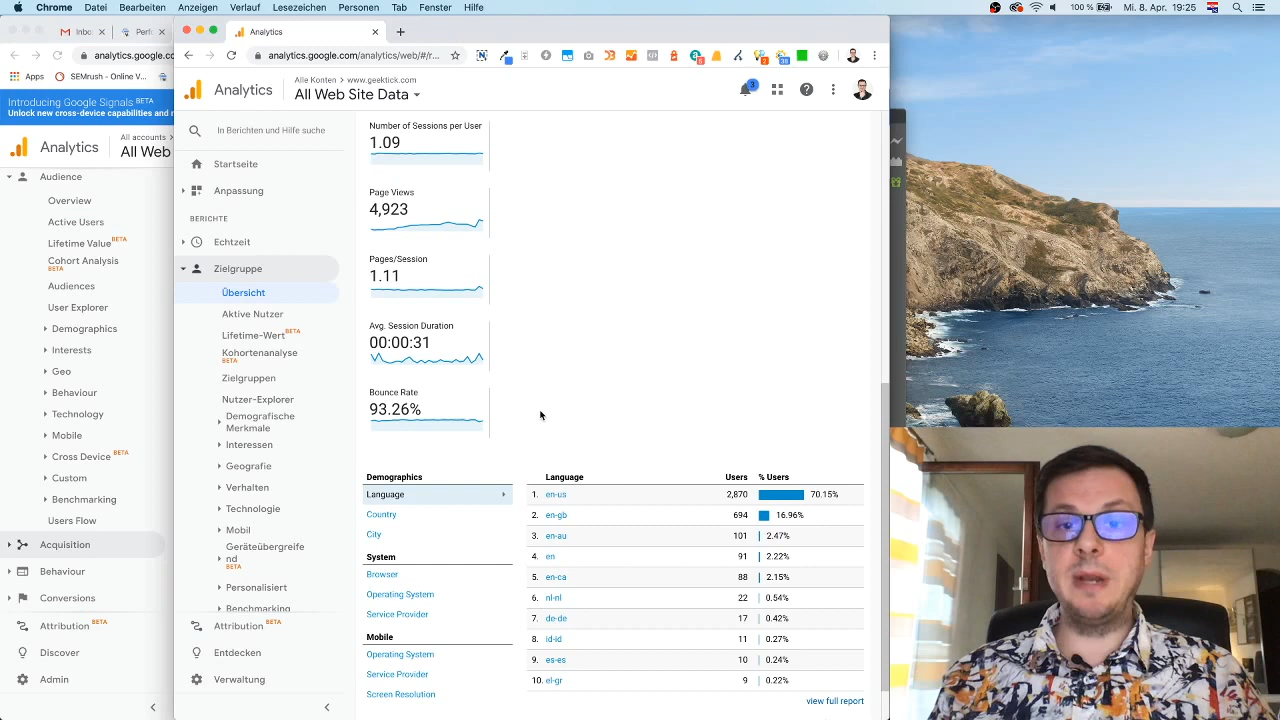 Chrome Datei Bearbeiten Anzeigen Verlauf Lesezeichen Personen Tab Fenster Hilfe 100 % Mi. 8. Apr. 19:25
Inbc
Perf
analytics.google.co
Apps SEMrush - Online V...
Introducing Google Signals BETA
Unlock new cross-device capabilities and r
Analytics
All accounts >
All Web
Audience
Overview
Active Users
Lifetime Value BETA
Cohort Analysis
BETA
Audiences
User Explorer
Demographics
Interests
Geo
Behaviour
Technology
Mobile
Cross Device BETA
Custom
Benchmarking
Users Flow
Acquisition
Behaviour
Conversions
Attribution BETA
Discover
Admin
Analytics
analytics.google.com/analytics/web/#/r...
Analytics
Alle Konten > www.geektick.com
All Web Site Data
3
In Berichten und Hilfe suche
Startseite
Anpassung
BERICHTE
Echtzeit
Zielgruppe
Übersicht
Aktive Nutzer
Lifetime-Wert BETA
Kohortenanalyse
BETA
Zielgruppen
Nutzer-Explorer
Demografische
Merkmale
Interessen
Geografie
Verhalten
Technologie
Mobil
Geräteübergreife
nd
BETA
Personalisiert
Benchmarking
Attribution BETA
Entdecken
Verwaltung
Number of Sessions per User
1.09
Page Views
4,923
Pages/Session
1.11
Avg. Session Duration
00:00:31
Bounce Rate
93.26%
Demographics
Language
Country
City
System
Browser
Operating System
Service Provider
Mobile
Operating System
Service Provider
Screen Resolution
Language Users % Users
1. en-us 2,870 70.15%
2. en-gb 694 16.96%
3. en-au 101 2.47%
4. en 91 2.22%
5. en-ca 88 2.15%
6. nl-nl 22 0.54%
7. de-de 17 0.42%
8. id-id 11 0.27%
9. es-es 10 0.24%
10. el-gr 9 0.22%
view full report